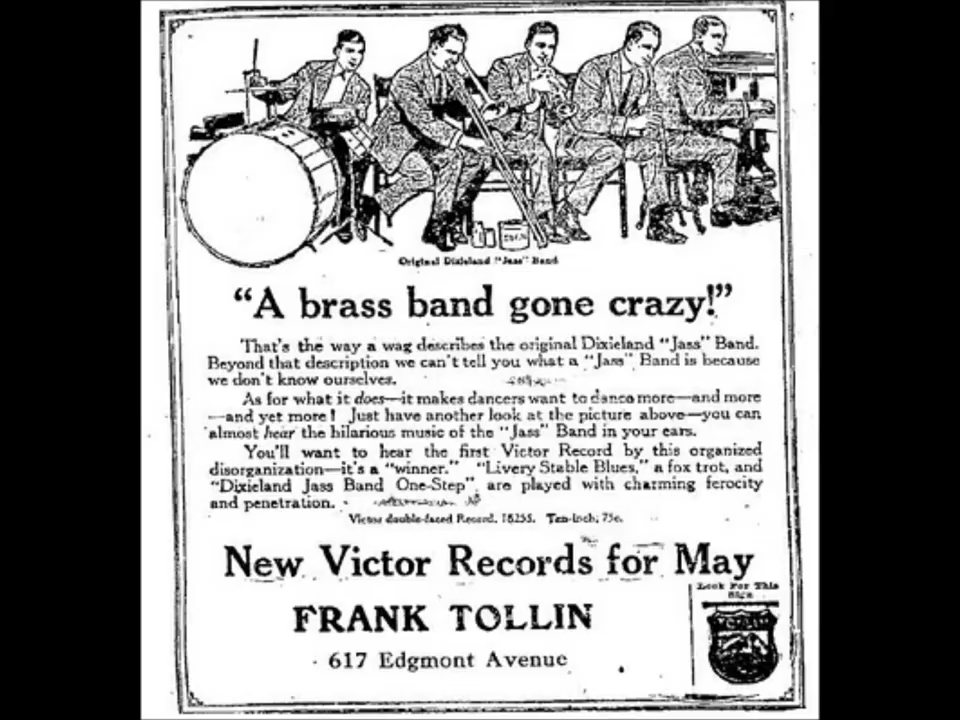 Original Dixieland "Jass" Band
"A brass band gone crazy!"
That's the way a wag describes the original Dixieland "Jass" Band.
Beyond that description we can't tell you what a "Jass" Band is because
we don't know ourselves.
As for what it does—it makes dancers want to dance more—and more
—and yet more! Just have another look at the picture above—you can
almost hear the hilarious music of the "Jass" Band in your ears.
You'll want to hear the first Victor Record by this organized
disorganization—it's a "winner." "Livery Stable Blues," a fox trot, and
"Dixieland Jass Band One-Step", are played with charming ferocity
and penetration.
Victor double-faced Record, 18255. Ten-inch, 75c.
New Victor Records for May
Look For This
Sign
FRANK TOLLIN
617 Edgmont Avenue